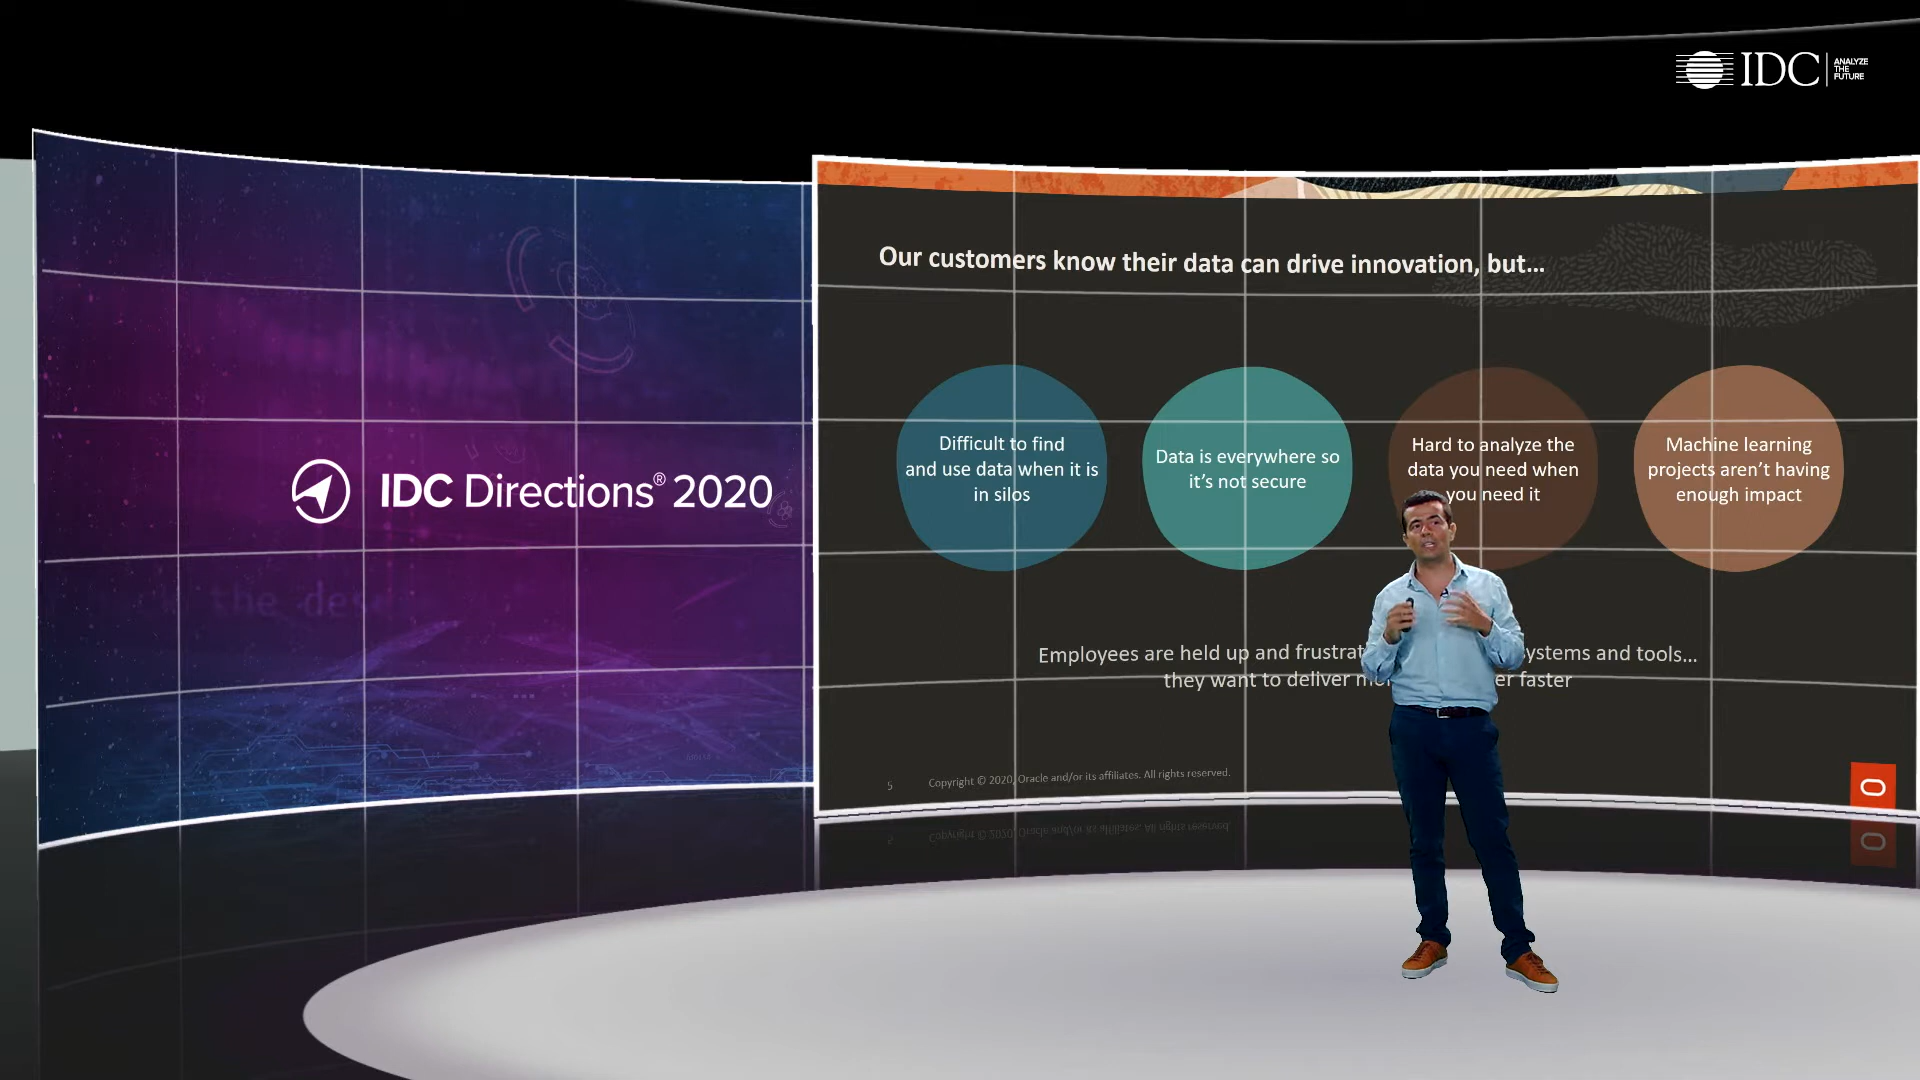 IDC
ANALYZE
THE
FUTURE
IDC Directions® 2020
Our customers know their data can drive innovation, but...
Difficult to find
and use data when it is
in silos
Data is everywhere so
it's not secure
Hard to analyze the
data you need when
you need it
Machine learning
projects aren't having
enough impact
Employees are held up and ystems and tools...
they want to deliver faster
5
Copyright © 2020, Oracle and/or its affiliates. All rights reserved.
the